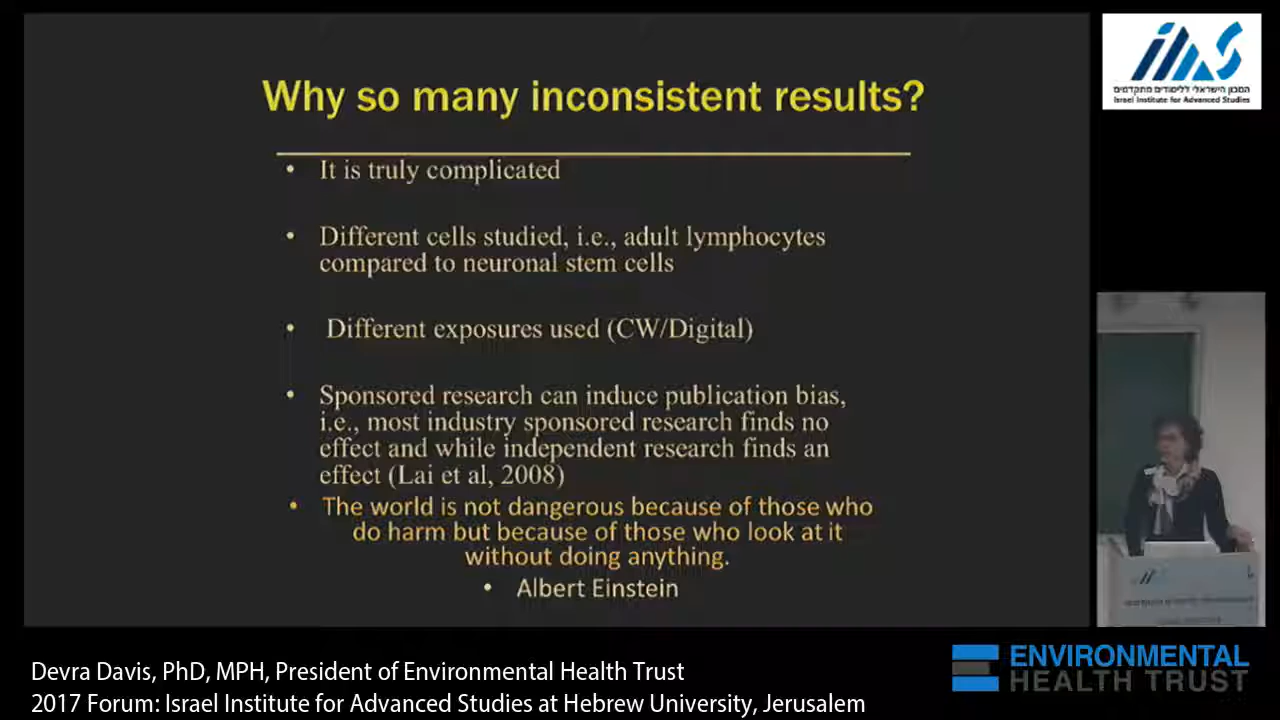 Why so many inconsistent results?
• It is truly complicated
• Different cells studied, i.e., adult lymphocytes
compared to neuronal stem cells
• Different exposures used (CW/Digital)
• Sponsored research can induce publication bias,
i.e., most industry sponsored research finds no
effect and while independent research finds an
effect (Lai et al, 2008)
• The world is not dangerous because of those who
do harm but because of those who look at it
without doing anything.
• Albert Einstein
המכון הישראלי ללימודים מתקדמים
Israel Institute for Advanced Studies
Devra Davis, PhD, MPH, President of Environmental Health Trust
2017 Forum: Israel Institute for Advanced Studies at Hebrew University, Jerusalem
ENVIRONMENTAL
HEALTH TRUST